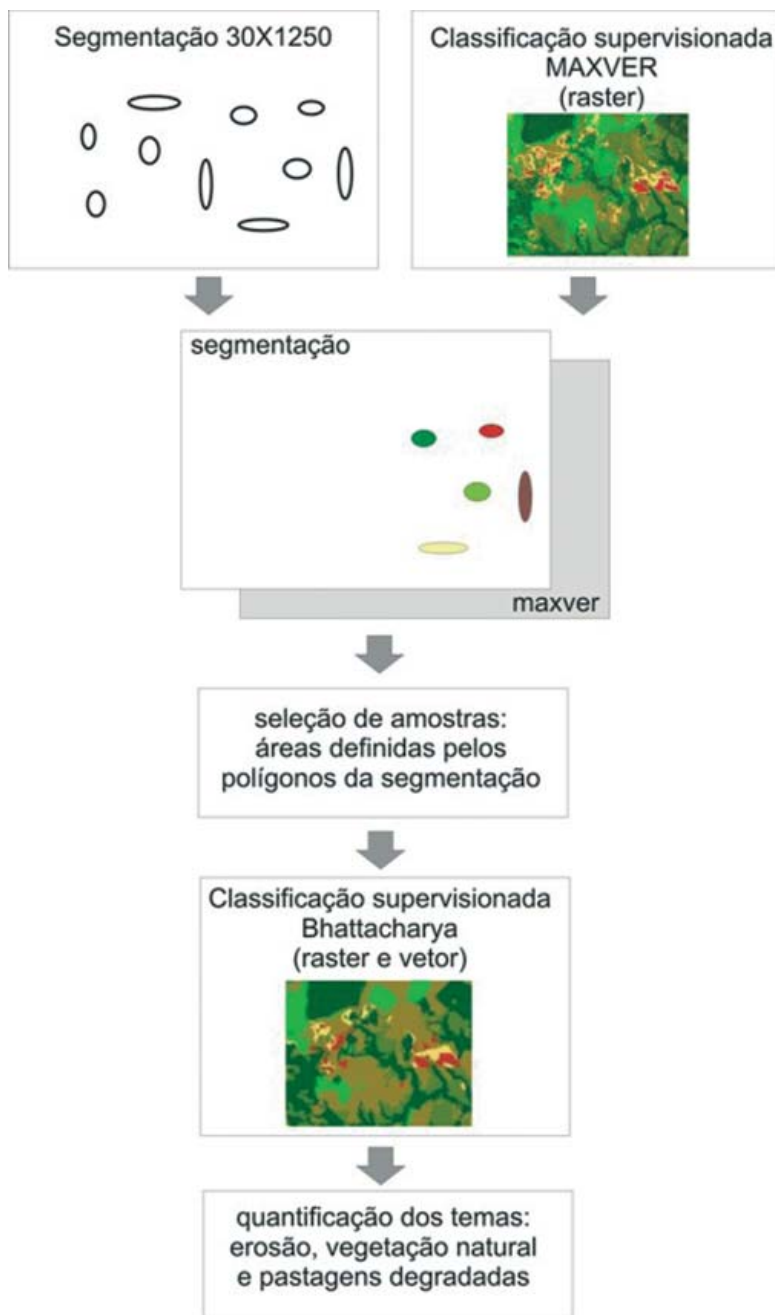 Segmentação 30X1250
Classificação supervisionada
MAXVER
(raster)
segmentação
maxver
seleção de amostras:
áreas definidas pelos
polígonos da segmentação
Classificação supervisionada
Bhattacharya
(raster e vetor)
quantificação dos temas:
erosão, vegetação natural
e pastagens degradadas